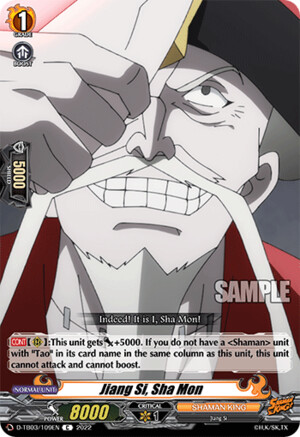 1
GRADE
BOOST
5000
SHIELD
Indeed! It is I, Sha Mon!
SAMPLE
CONT :This unit gets +5000. If you do not have a <Shaman> unit
with "Tao" in its card name in the same column as this unit, this unit
cannot attack and cannot boost.
NORMAL UNIT
Jiang Si, Sha Mon
POWER 8000
CRITICAL
1
SHAMAN KING
Jiang Si
SHAMAN KING
D-TB03/109EN C 2022
©H.K/SK.TX